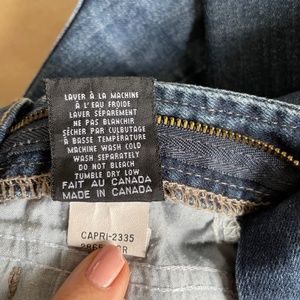 LAVER À LA MACHINE
À L'EAU FROIDE
LAVER SÉPARÉMENT
NE PAS BLANCHIR
SÉCHER PAR CULBUTAGE
À BASSE TEMPÉRATURE
MACHINE WASH COLD
WASH SEPARATELY
DO NOT BLEACH
TUMBLE DRY LOW
FAIT AU CANADA
MADE IN CANADA
CAPRI-2335